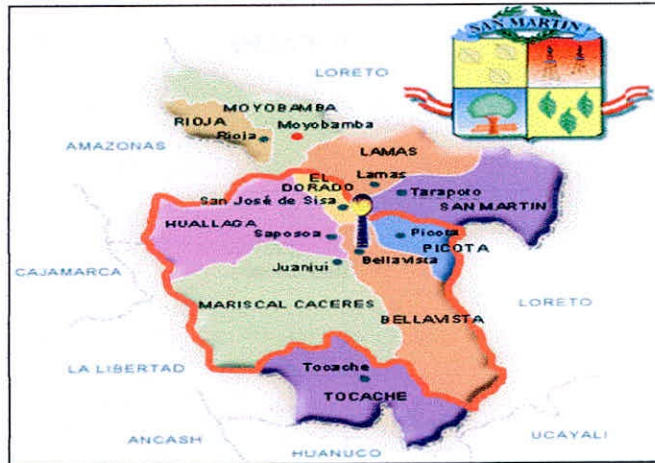 SAN MARTIN
LORETO
MOYOBAMBA
RIOJA
Moyobamba
Rioja
AMAZONAS
LAMAS
Lamas
EL
DORADO
Tarapoto
San José de Sisa
SAN MARTIN
HUALLAGA
Saposoa
Picota
PICOTA
Bellavista
Juanjui
CAJAMARCA
MARISCAL CACERES
LORETO
BELLAVISTA
LA LIBERTAD
Tocache
TOCACHE
ANCASH
HUANUCO
UCAYALI